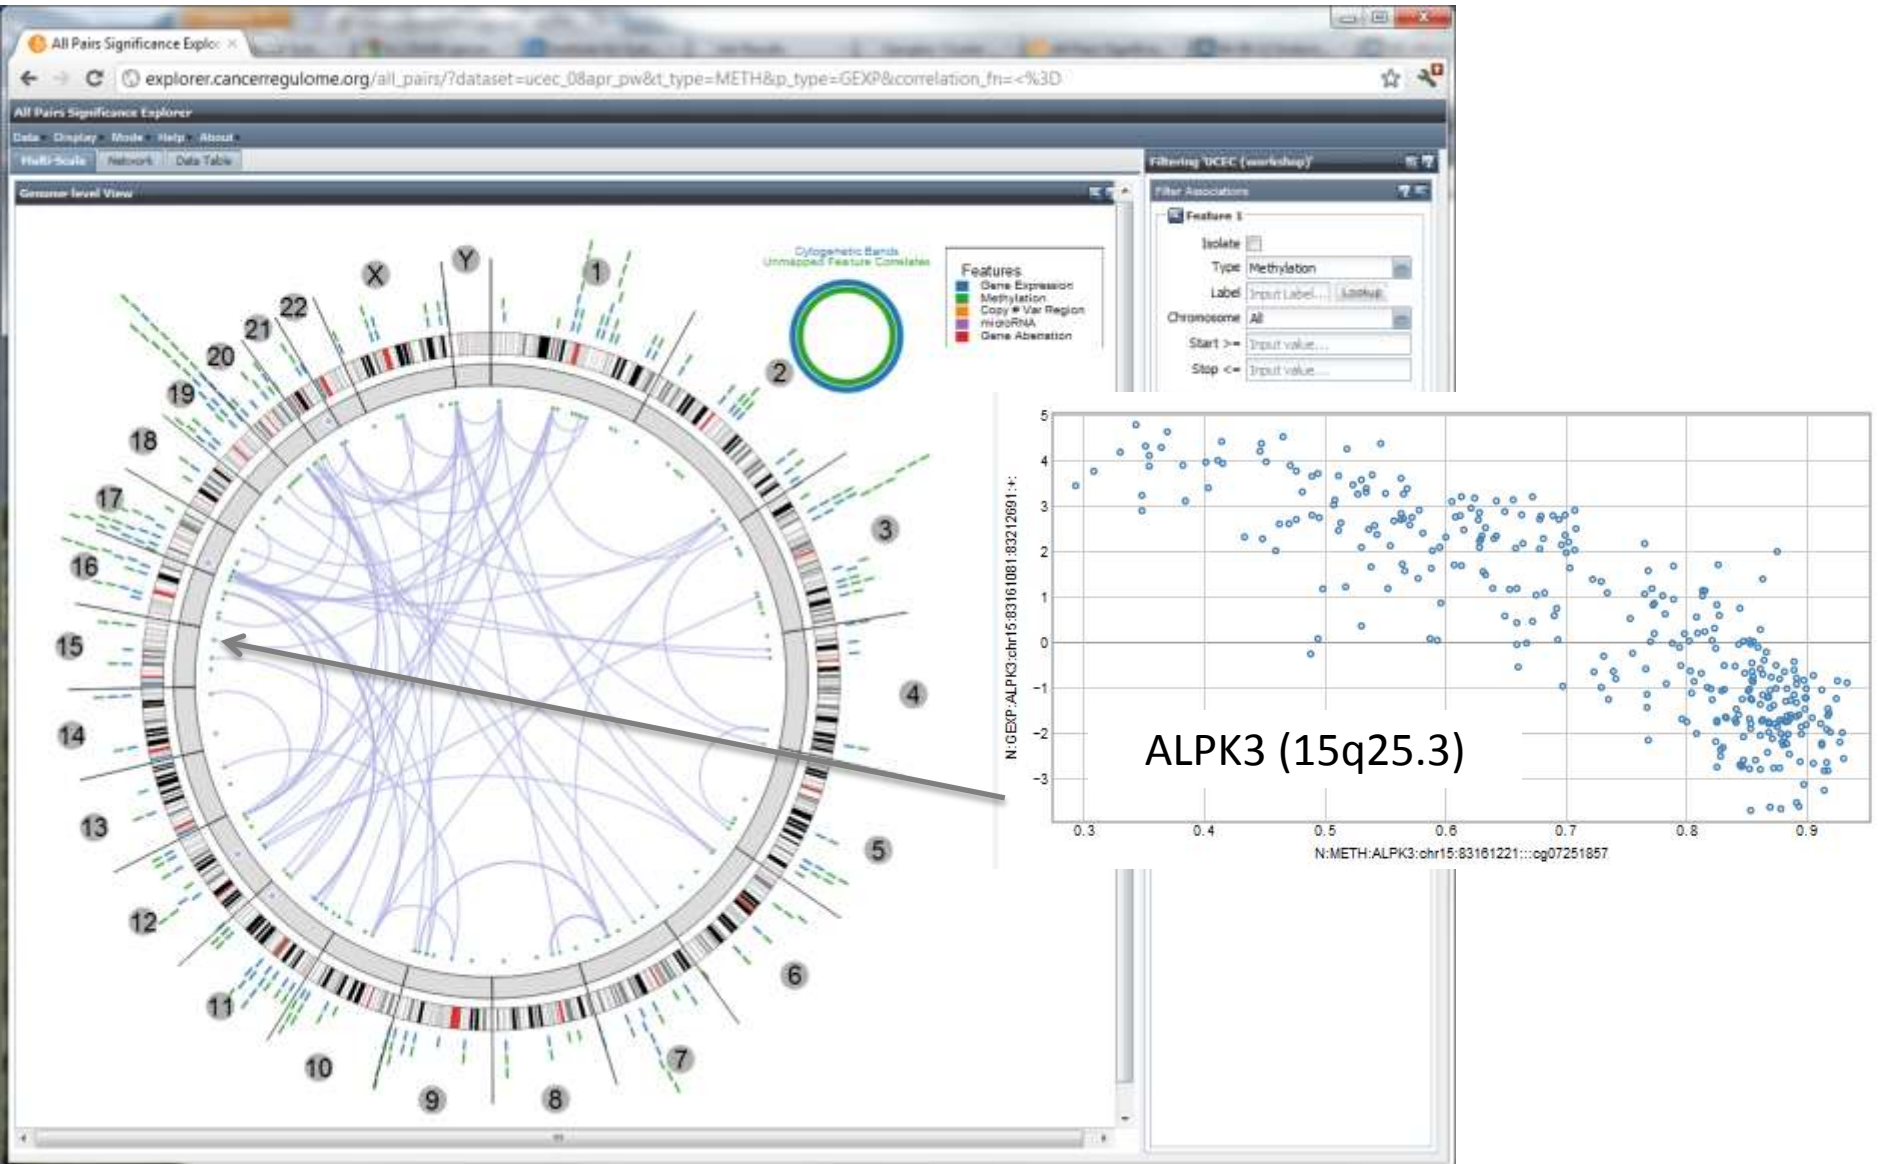 All Pairs Significance Explo
explorer.cancerregulome.org/all_pairs/?dataset=ucec_08apr_pw&t_type=METH&p_type=GEXP&correlation_fn=<%3D
All Pairs Significance Explorer
Data Display Mode Help About
Multi-Scale Network Data Table
Filtering 'UCEC (workshop)'
Genome level View
Filter Associations
Feature 1
Isolate
Type Methylation
Label Input Label... Lookup
Chromosome All
Start >= Input value...
Stop <= Input value...
Cytogenetic Bands
Unmapped Feature Correlates
Features
Gene Expression
Methylation
Copy # Var Region
microRNA
Gene Aberration
1
2
3
4
5
6
7
8
9
10
11
12
13
14
15
16
17
18
19
20
21
22
X
Y
N:GEXP:ALPK3:chr15:83161081:83212691:+:
5
4
3
2
1
0
−1
−2
−3
ALPK3 (15q25.3)
0.3 0.4 0.5 0.6 0.7 0.8 0.9
N:METH:ALPK3:chr15:83161221:::cg07251857